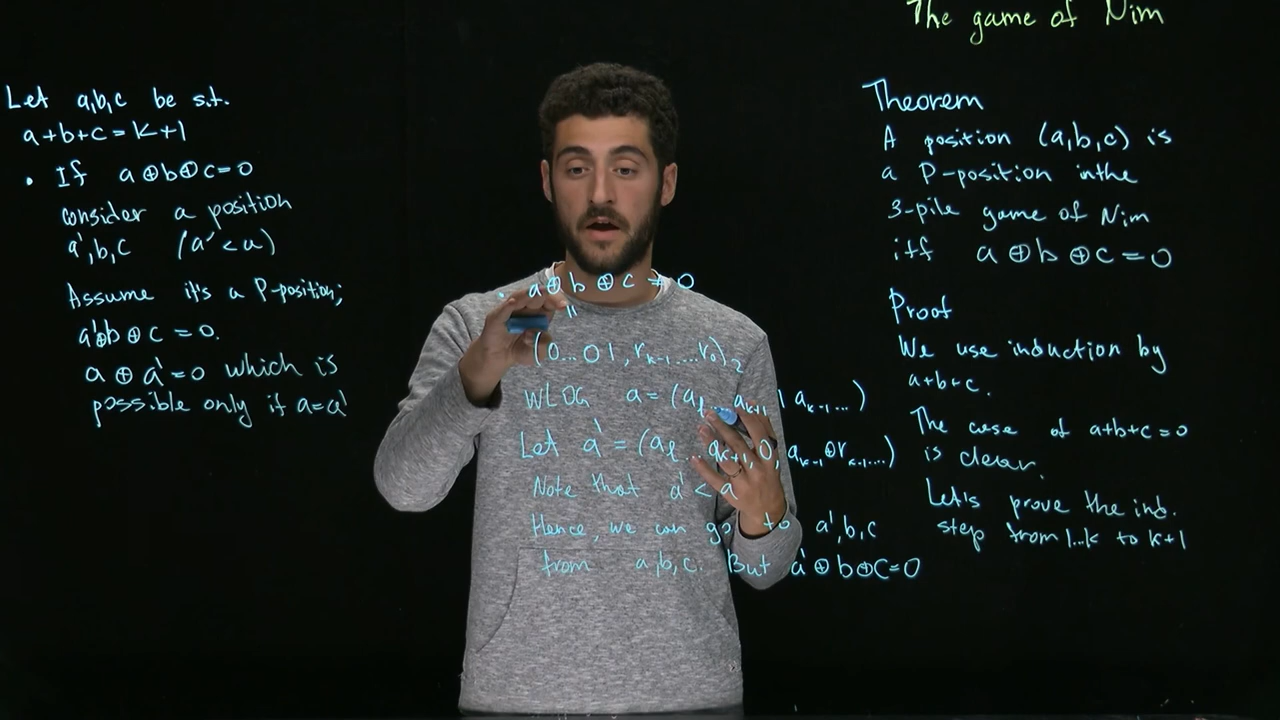 The game of Nim
Let a,b,c be s.t.
a+b+c=k+1
• If a⊕b⊕c=0
consider a position
a',b,c (a'<a)
Assume it's a P-position;
a'⊕b⊕c=0.
a⊕a'=0 which is
possible only if a=a'
• a⊕b⊕c≠0
"
(0...01, r_{k-1}....r_0)_2
WLOG a=(a_ℓ...a_{k+1} 1 a_{k-1}...)
Let a'=(a_ℓ...a_{k+1}, 0, a_{k-1}⊕r_{k-1},...)
Note that a'<a
Hence, we can go to a',b,c
from a,b,c. But a'⊕b⊕c=0
Theorem
A position (a,b,c) is
a P-position in the
3-pile game of Nim
iff a⊕b⊕c=0
Proof
We use induction by
a+b+c.
The case of a+b+c=0
is clear.
Let's prove the ind.
step from 1..k to k+1